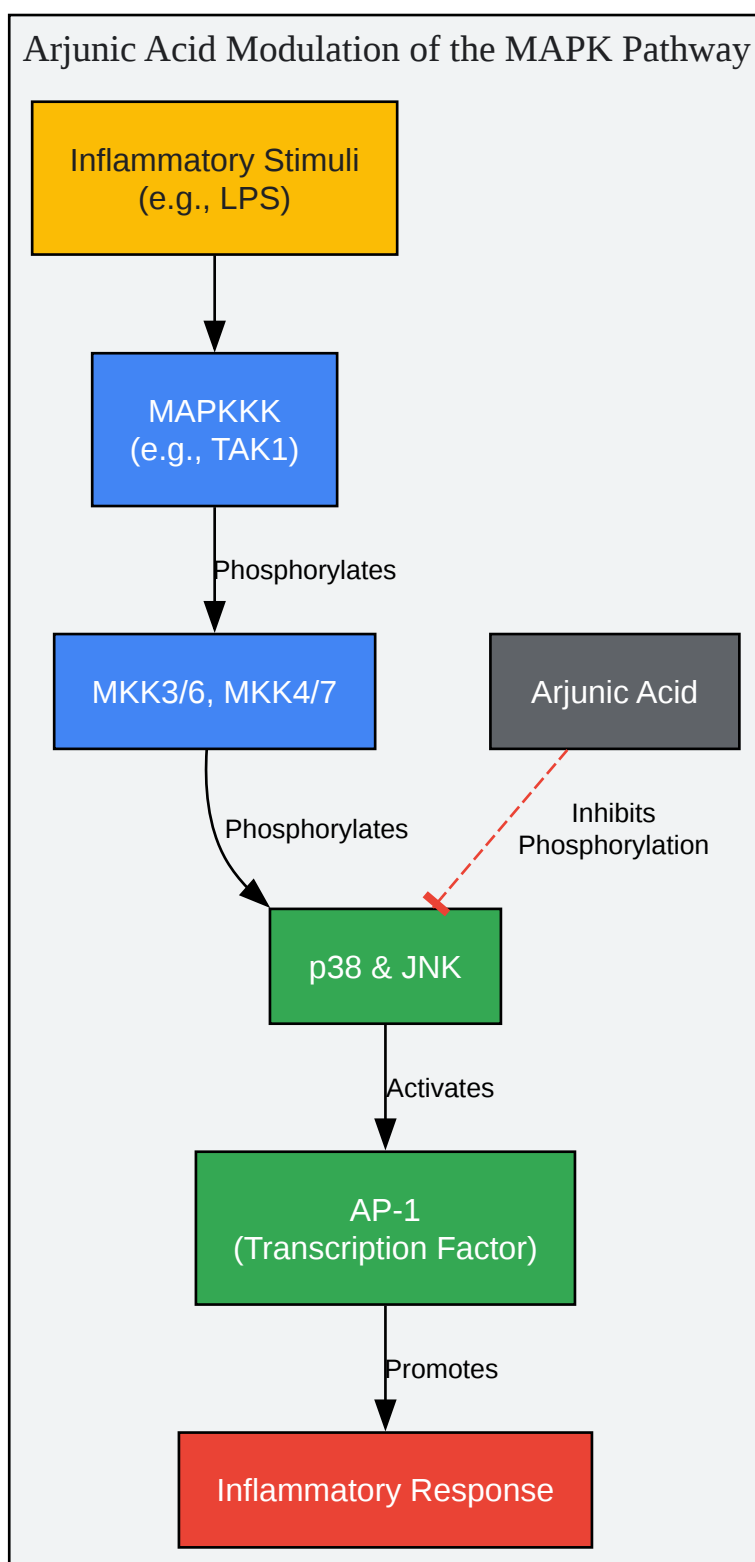 Arjunic Acid Modulation of the MAPK Pathway
Inflammatory Stimuli
(e.g., LPS)
MAPKKK
(e.g., TAK1)
Phosphorylates
MKK3/6, MKK4/7
Arjunic Acid
Phosphorylates
Inhibits
Phosphorylation
p38 & JNK
Activates
AP-1
(Transcription Factor)
Promotes
Inflammatory Response